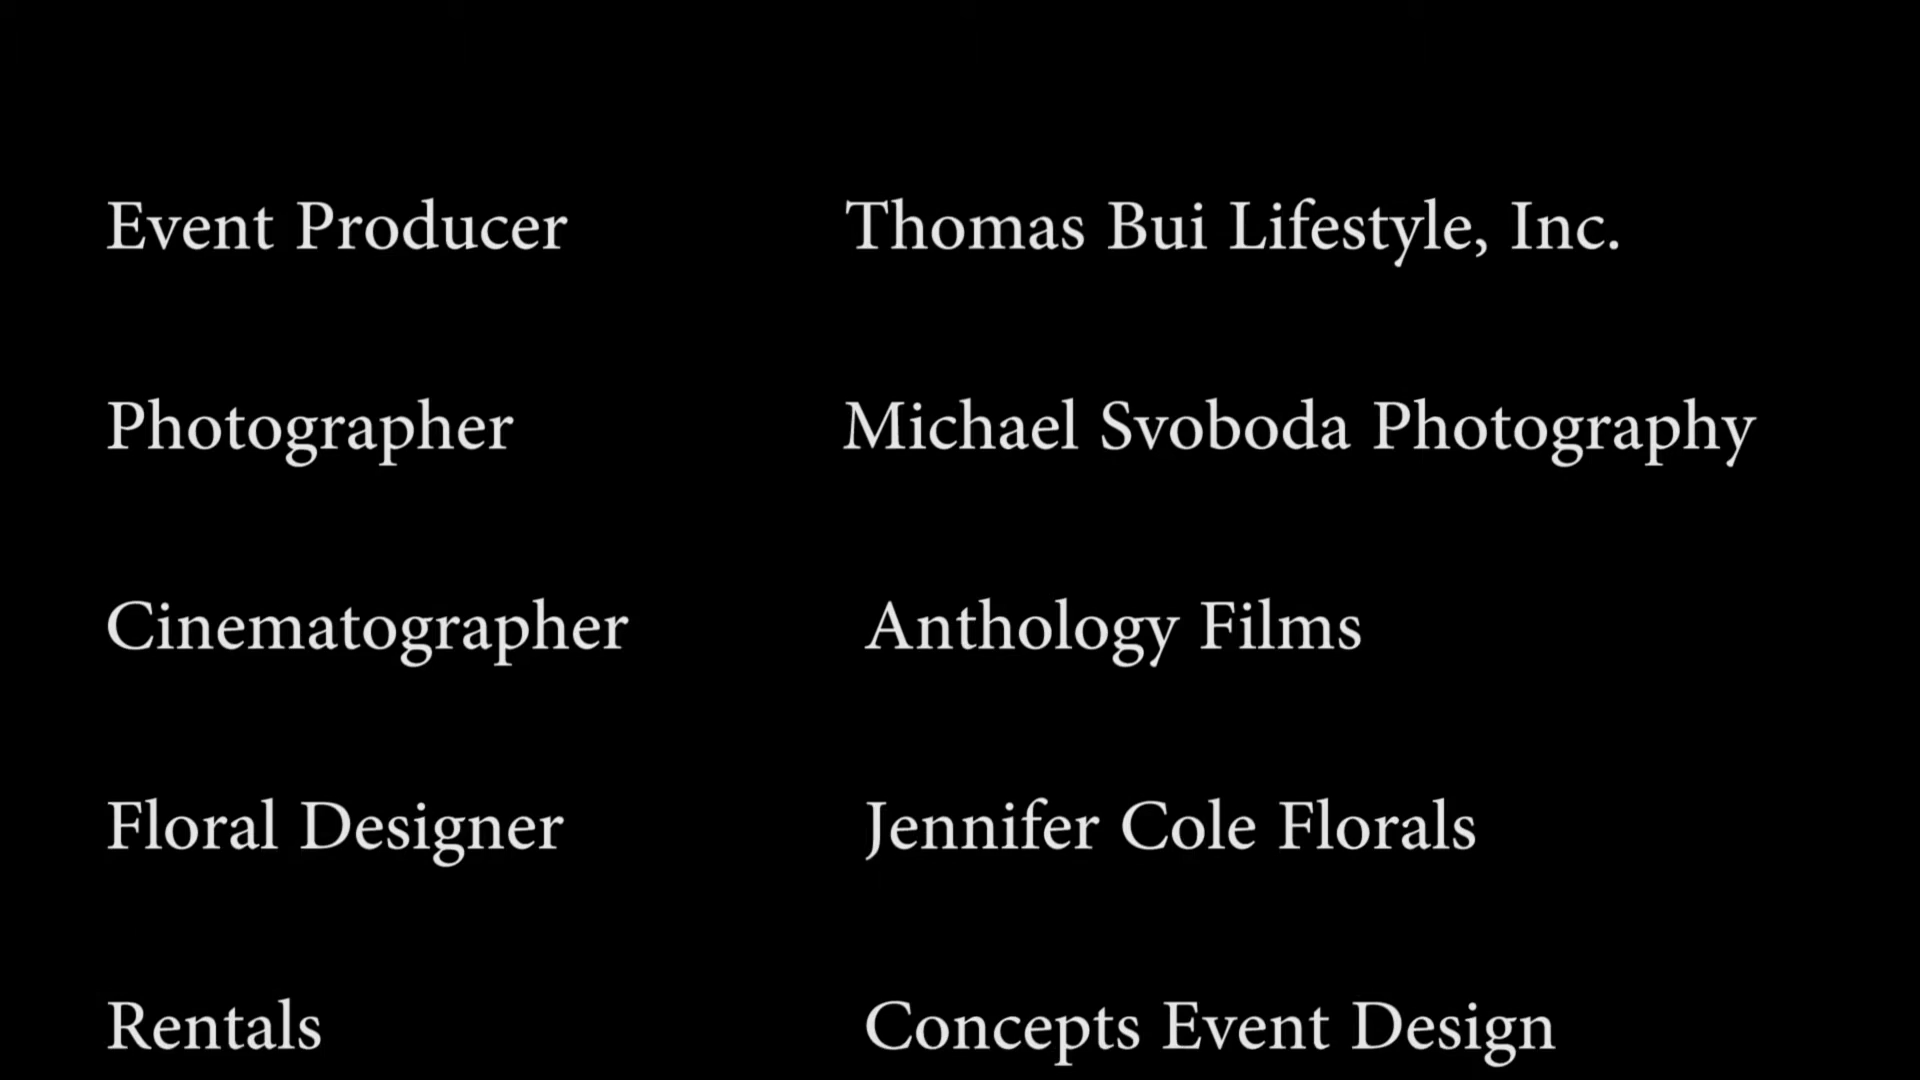 Event Producer Thomas Bui Lifestyle, Inc.
Photographer Michael Svoboda Photography
Cinematographer Anthology Films
Floral Designer Jennifer Cole Florals
Rentals Concepts Event Design